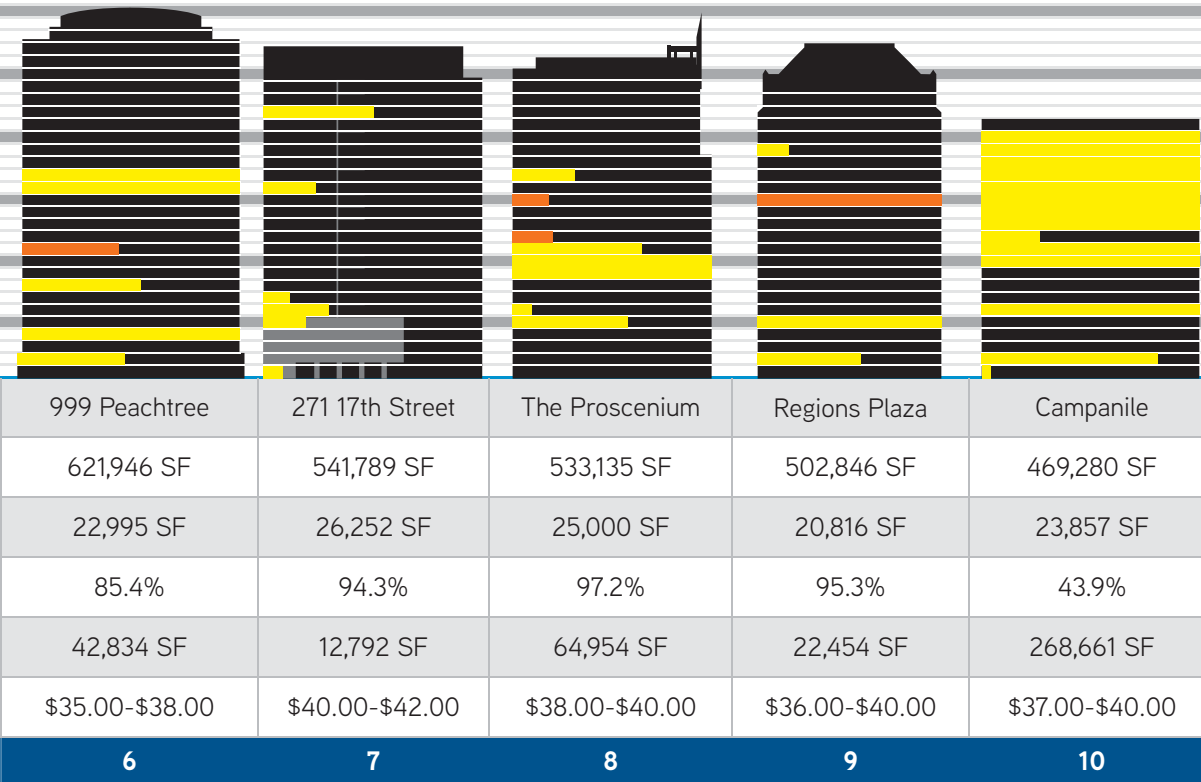 999 Peachtree 271 17th Street The Proscenium Regions Plaza Campanile
621,946 SF 541,789 SF 533,135 SF 502,846 SF 469,280 SF
22,995 SF 26,252 SF 25,000 SF 20,816 SF 23,857 SF
85.4% 94.3% 97.2% 95.3% 43.9%
42,834 SF 12,792 SF 64,954 SF 22,454 SF 268,661 SF
$35.00-$38.00 $40.00-$42.00 $38.00-$40.00 $36.00-$40.00 $37.00-$40.00
6 7 8 9 10